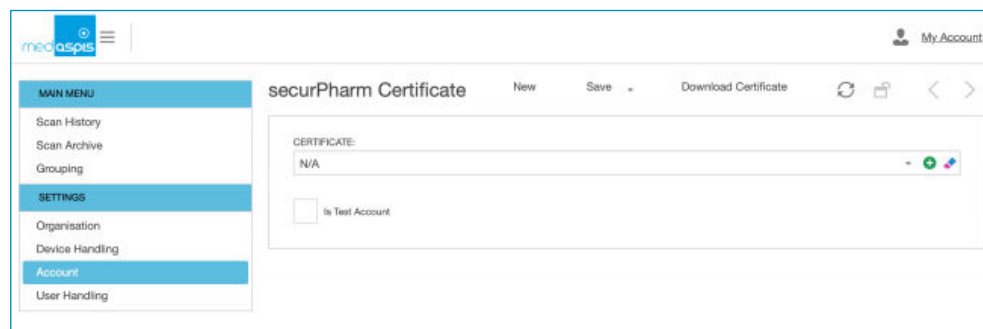 medaspis
My Account
MAIN MENU
Scan History
Scan Archive
Grouping
SETTINGS
Organisation
Device Handling
Account
User Handling
securPharm Certificate New Save Download Certificate
CERTIFICATE:
N/A
Is Test Account